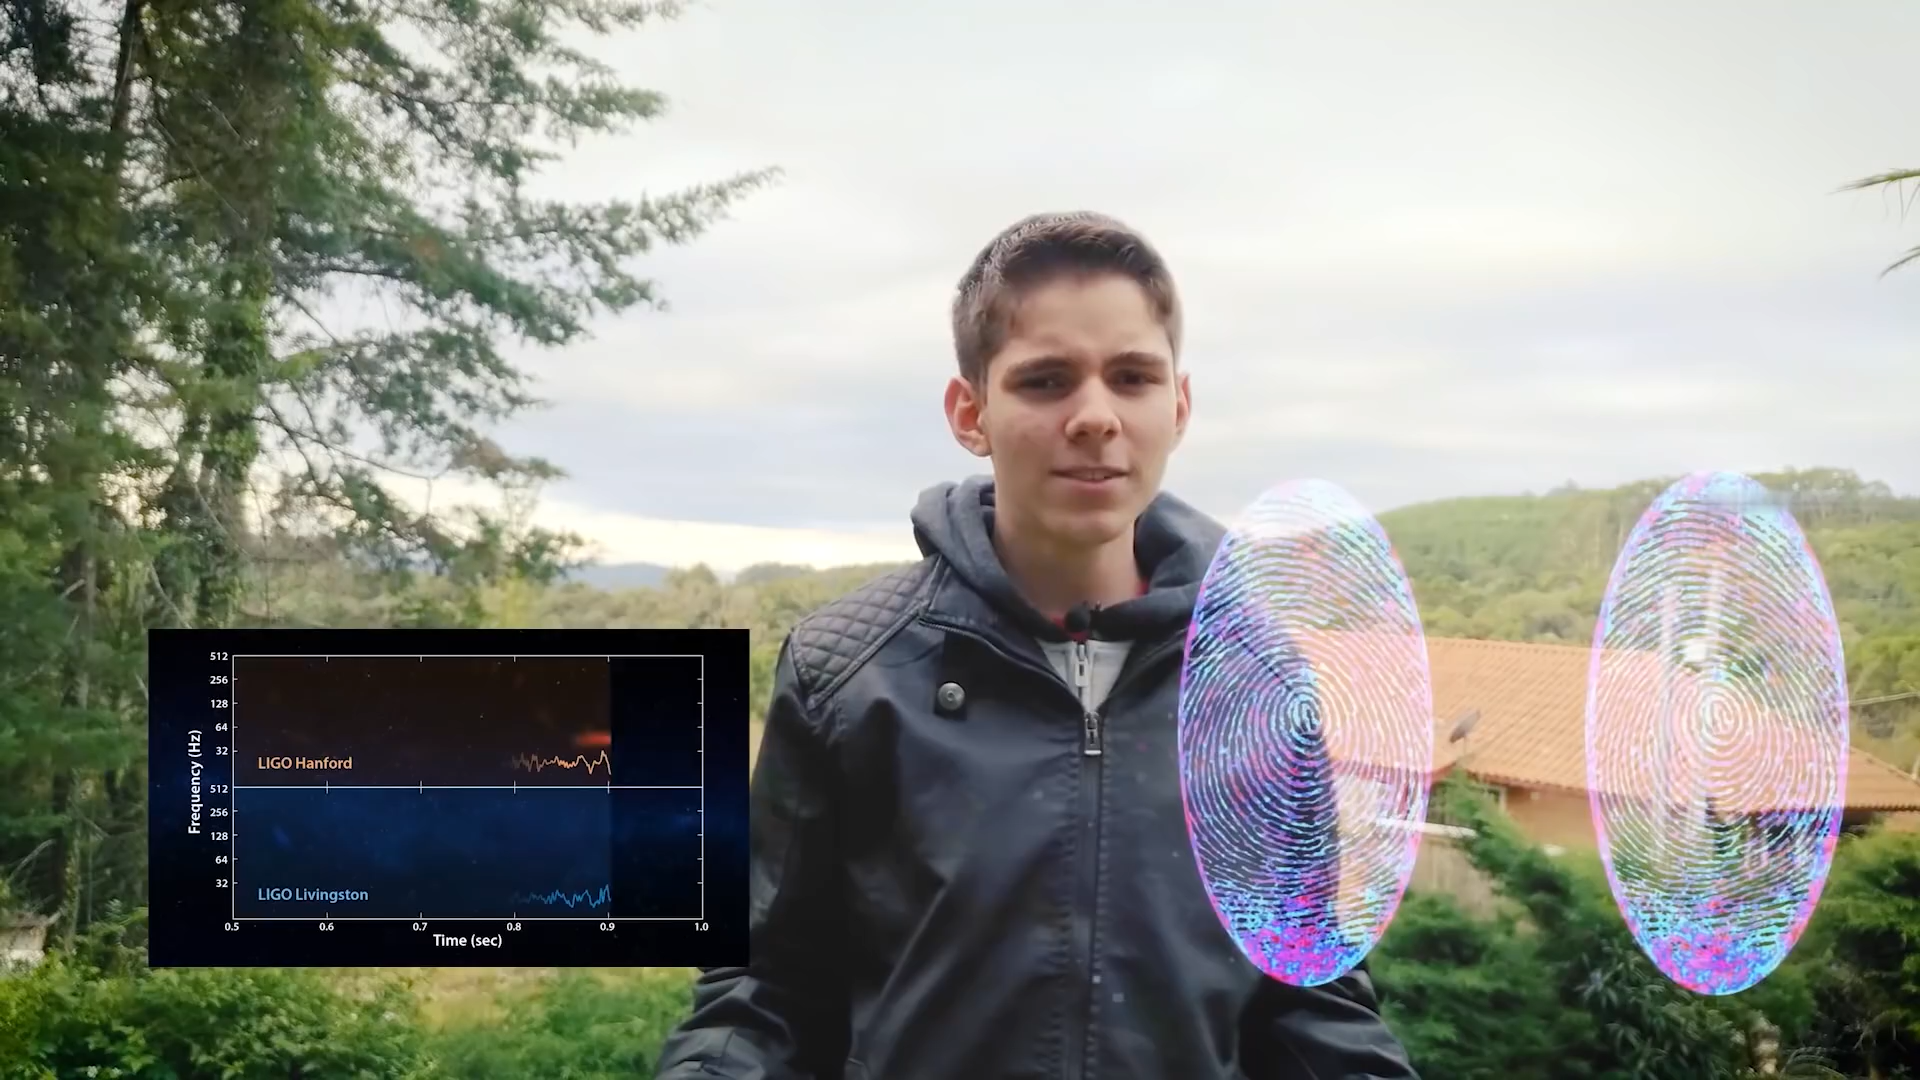 512
256
128
64
32
LIGO Hanford
512
256
128
64
32
LIGO Livingston
Frequency (Hz)
0.5 0.6 0.7 0.8 0.9 1.0
Time (sec)